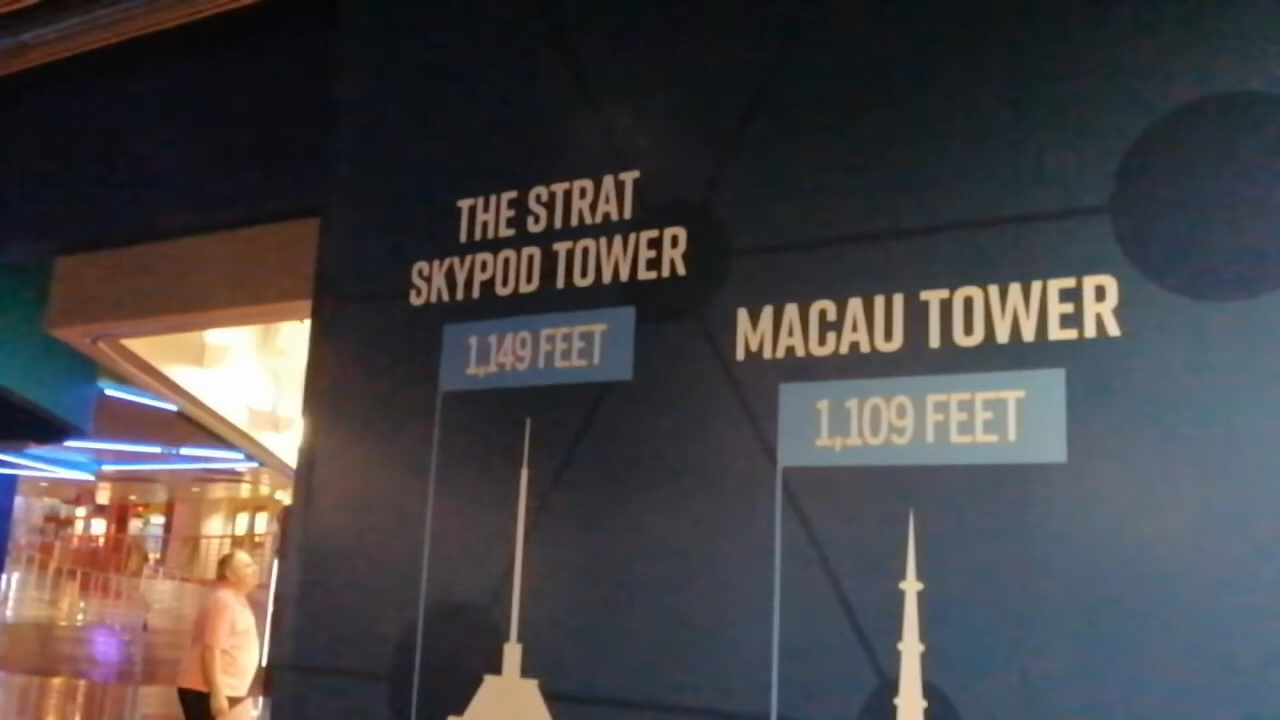 THE STRAT
SKYPOD TOWER
1,149 FEET
MACAU TOWER
1,109 FEET